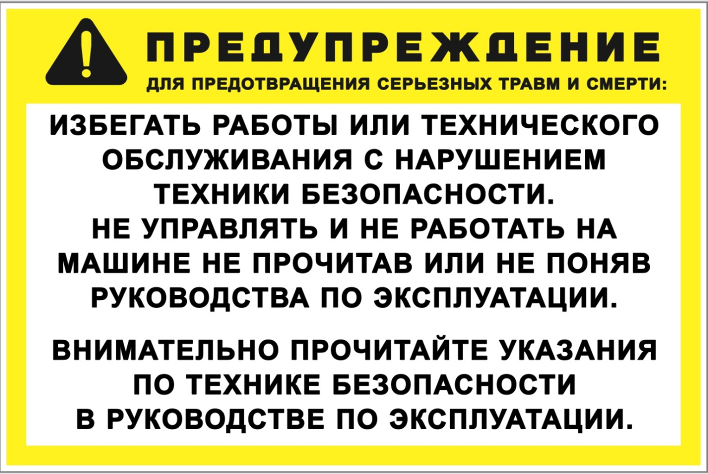 ПРЕДУПРЕЖДЕНИЕ
ДЛЯ ПРЕДОТВРАЩЕНИЯ СЕРЬЕЗНЫХ ТРАВМ И СМЕРТИ:
ИЗБЕГАТЬ РАБОТЫ ИЛИ ТЕХНИЧЕСКОГО
ОБСЛУЖИВАНИЯ С НАРУШЕНИЕМ
ТЕХНИКИ БЕЗОПАСНОСТИ.
НЕ УПРАВЛЯТЬ И НЕ РАБОТАТЬ НА
МАШИНЕ НЕ ПРОЧИТАВ ИЛИ НЕ ПОНЯВ
РУКОВОДСТВА ПО ЭКСПЛУАТАЦИИ.
ВНИМАТЕЛЬНО ПРОЧИТАЙТЕ УКАЗАНИЯ
ПО ТЕХНИКЕ БЕЗОПАСНОСТИ
В РУКОВОДСТВЕ ПО ЭКСПЛУАТАЦИИ.